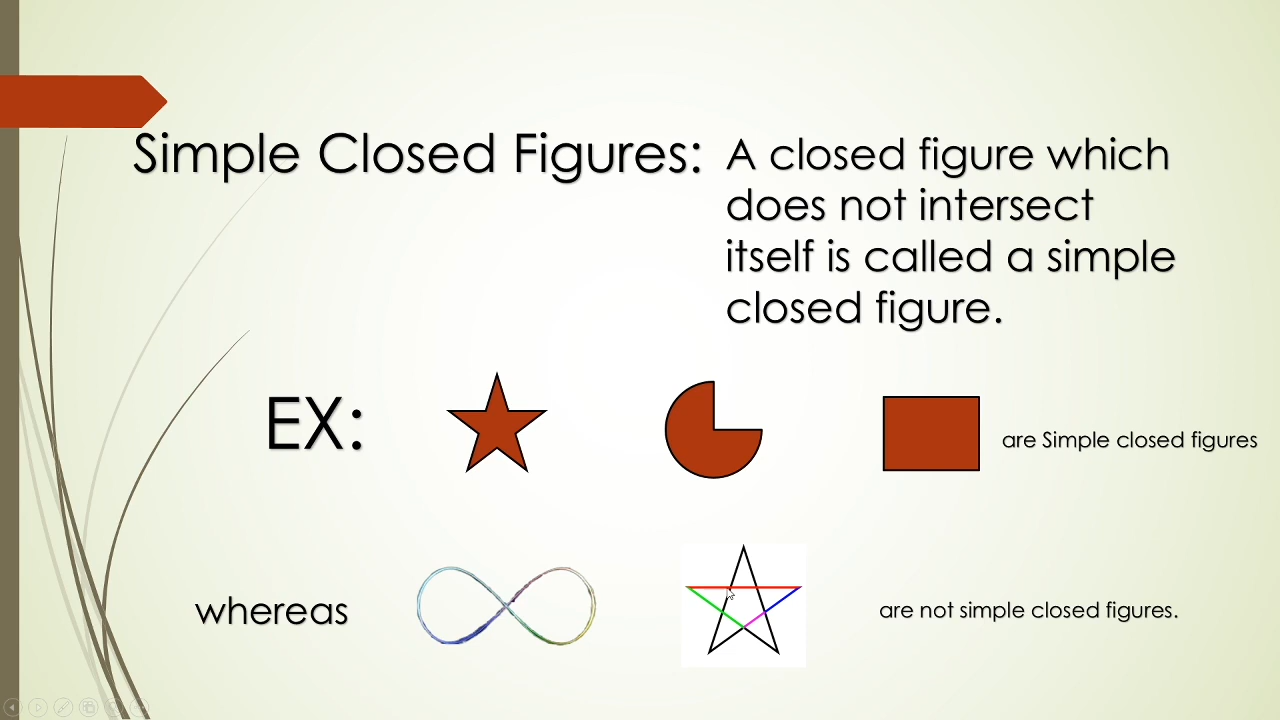 Simple Closed Figures:
A closed figure which
does not intersect
itself is called a simple
closed figure.
EX:
are Simple closed figures
whereas
are not simple closed figures.